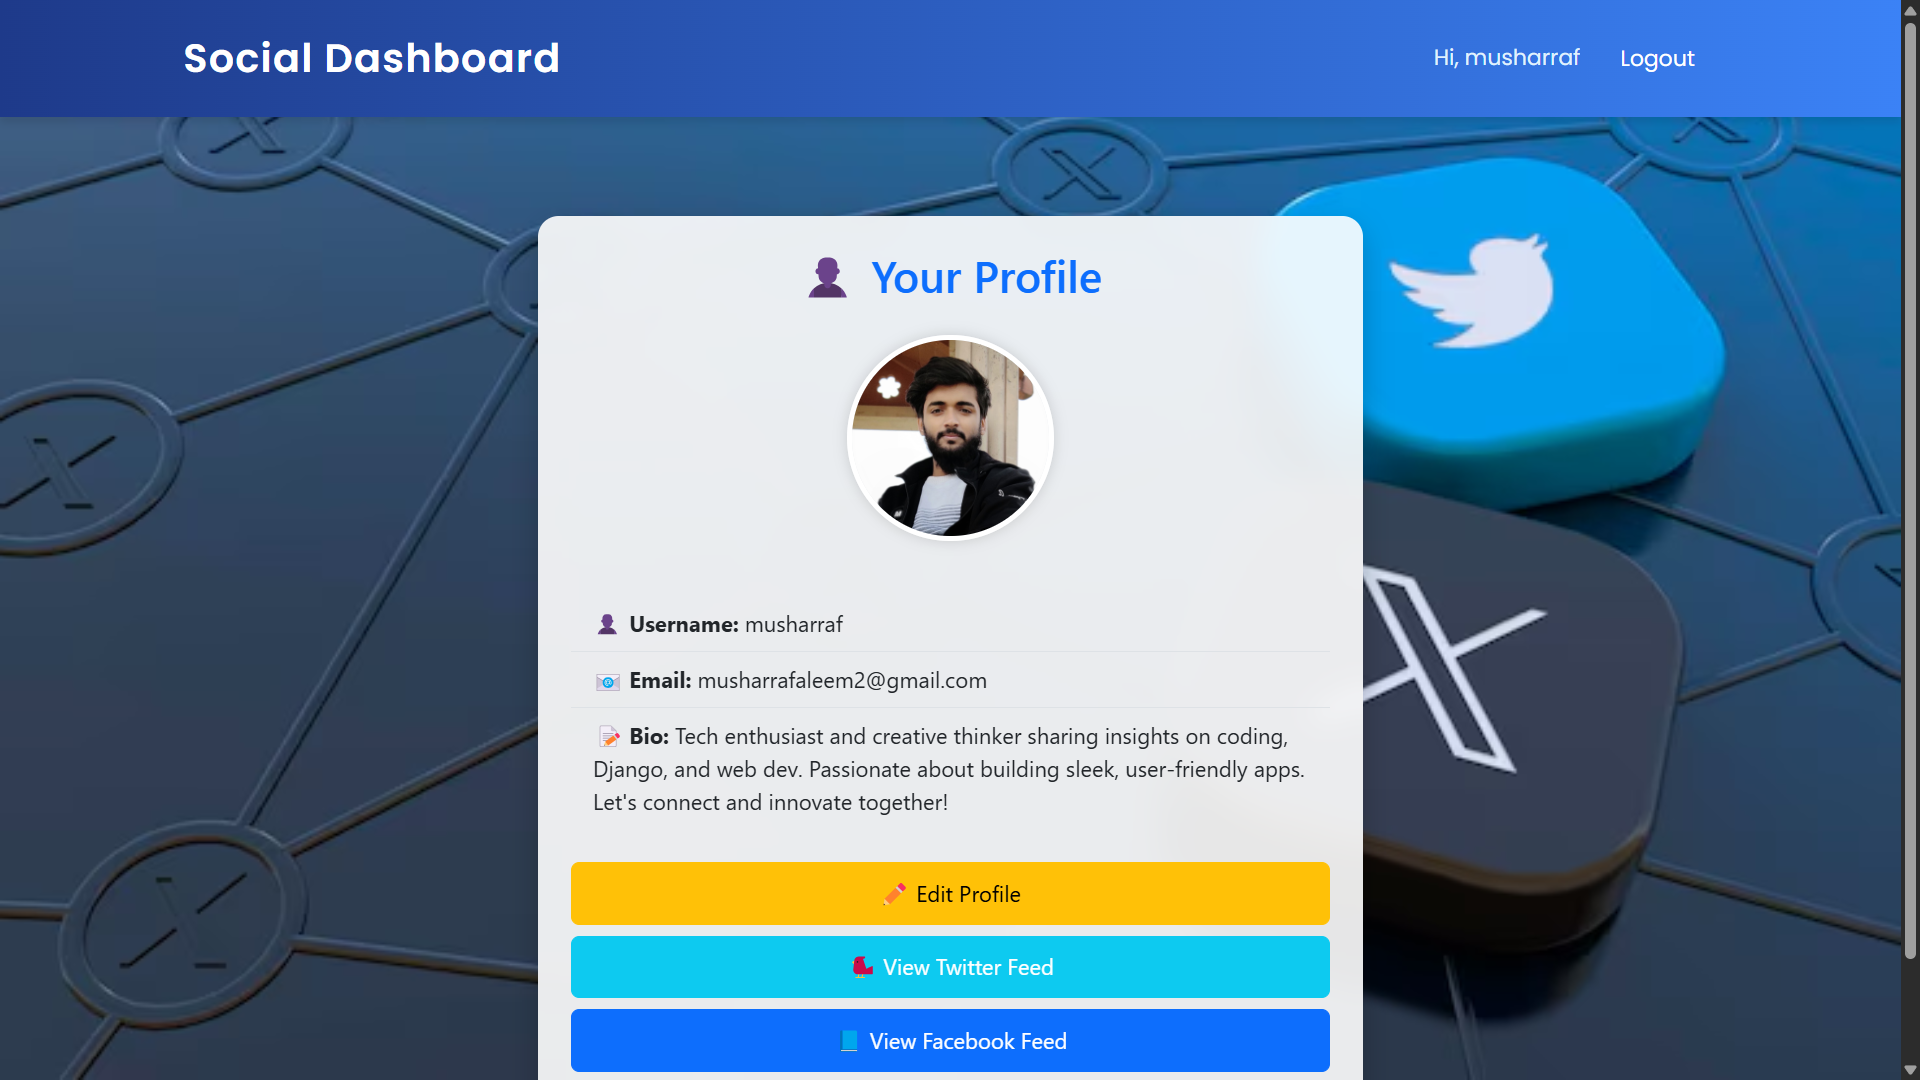 Social Dashboard
Hi, musharraf
Logout
Your Profile
Username: musharraf
Email: musharrafaleem2@gmail.com
Bio: Tech enthusiast and creative thinker sharing insights on coding,
Django, and web dev. Passionate about building sleek, user-friendly apps.
Let's connect and innovate together!
Edit Profile
View Twitter Feed
View Facebook Feed